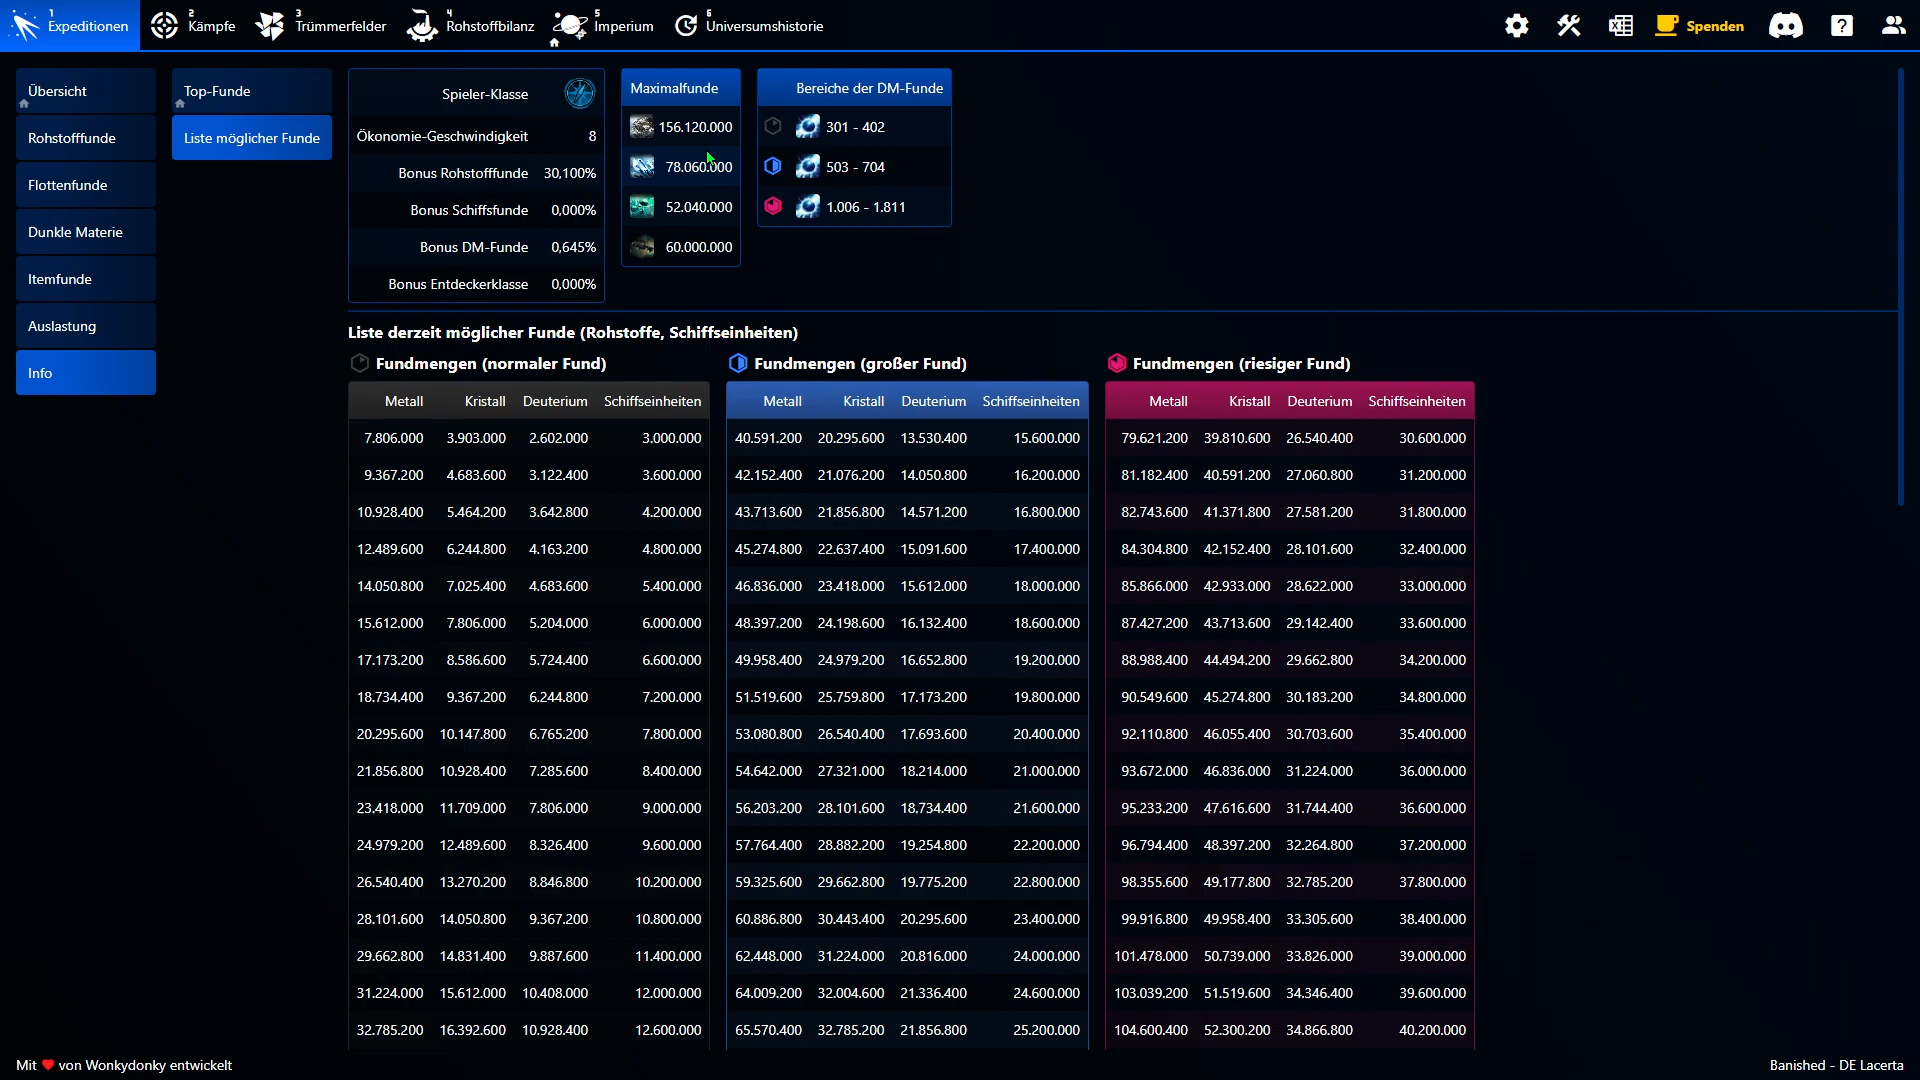 1 Expeditionen 2 Kämpfe 3 Trümmerfelder 4 Rohstoffbilanz 5 Imperium 6 Universumshistorie Spenden
Übersicht
Rohstofffunde
Flottenfunde
Dunkle Materie
Itemfunde
Auslastung
Info
Top-Funde
Liste möglicher Funde
Spieler-Klasse
Ökonomie-Geschwindigkeit 8
Bonus Rohstofffunde 30,100%
Bonus Schiffsfunde 0,000%
Bonus DM-Funde 0,645%
Bonus Entdeckerklasse 0,000%
Maximalfunde
156.120.000
78.060.000
52.040.000
60.000.000
Bereiche der DM-Funde
301 - 402
503 - 704
1.006 - 1.811
Liste derzeit möglicher Funde (Rohstoffe, Schiffseinheiten)
Fundmengen (normaler Fund)
Metall Kristall Deuterium Schiffseinheiten
7.806.000 3.903.000 2.602.000 3.000.000
9.367.200 4.683.600 3.122.400 3.600.000
10.928.400 5.464.200 3.642.800 4.200.000
12.489.600 6.244.800 4.163.200 4.800.000
14.050.800 7.025.400 4.683.600 5.400.000
15.612.000 7.806.000 5.204.000 6.000.000
17.173.200 8.586.600 5.724.400 6.600.000
18.734.400 9.367.200 6.244.800 7.200.000
20.295.600 10.147.800 6.765.200 7.800.000
21.856.800 10.928.400 7.285.600 8.400.000
23.418.000 11.709.000 7.806.000 9.000.000
24.979.200 12.489.600 8.326.400 9.600.000
26.540.400 13.270.200 8.846.800 10.200.000
28.101.600 14.050.800 9.367.200 10.800.000
29.662.800 14.831.400 9.887.600 11.400.000
31.224.000 15.612.000 10.408.000 12.000.000
32.785.200 16.392.600 10.928.400 12.600.000
Fundmengen (großer Fund)
Metall Kristall Deuterium Schiffseinheiten
40.591.200 20.295.600 13.530.400 15.600.000
42.152.400 21.076.200 14.050.800 16.200.000
43.713.600 21.856.800 14.571.200 16.800.000
45.274.800 22.637.400 15.091.600 17.400.000
46.836.000 23.418.000 15.612.000 18.000.000
48.397.200 24.198.600 16.132.400 18.600.000
49.958.400 24.979.200 16.652.800 19.200.000
51.519.600 25.759.800 17.173.200 19.800.000
53.080.800 26.540.400 17.693.600 20.400.000
54.642.000 27.321.000 18.214.000 21.000.000
56.203.200 28.101.600 18.734.400 21.600.000
57.764.400 28.882.200 19.254.800 22.200.000
59.325.600 29.662.800 19.775.200 22.800.000
60.886.800 30.443.400 20.295.600 23.400.000
62.448.000 31.224.000 20.816.000 24.000.000
64.009.200 32.004.600 21.336.400 24.600.000
65.570.400 32.785.200 21.856.800 25.200.000
Fundmengen (riesiger Fund)
Metall Kristall Deuterium Schiffseinheiten
79.621.200 39.810.600 26.540.400 30.600.000
81.182.400 40.591.200 27.060.800 31.200.000
82.743.600 41.371.800 27.581.200 31.800.000
84.304.800 42.152.400 28.101.600 32.400.000
85.866.000 42.933.000 28.622.000 33.000.000
87.427.200 43.713.600 29.142.400 33.600.000
88.988.400 44.494.200 29.662.800 34.200.000
90.549.600 45.274.800 30.183.200 34.800.000
92.110.800 46.055.400 30.703.600 35.400.000
93.672.000 46.836.000 31.224.000 36.000.000
95.233.200 47.616.600 31.744.400 36.600.000
96.794.400 48.397.200 32.264.800 37.200.000
98.355.600 49.177.800 32.785.200 37.800.000
99.916.800 49.958.400 33.305.600 38.400.000
101.478.000 50.739.000 33.826.000 39.000.000
103.039.200 51.519.600 34.346.400 39.600.000
104.600.400 52.300.200 34.866.800 40.200.000
Mit ❤ von Wonkydonky entwickelt
Banished - DE Lacerta